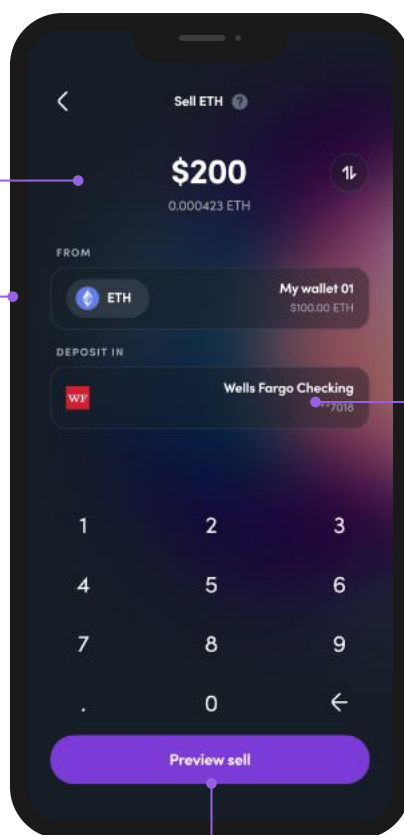 Sell ETH ?
$200
0.000423 ETH
FROM
ETH
My wallet 01
$100.00 ETH
DEPOSIT IN
WF
Wells Fargo Checking
**7018
1 2 3
4 5 6
7 8 9
. 0
Preview sell